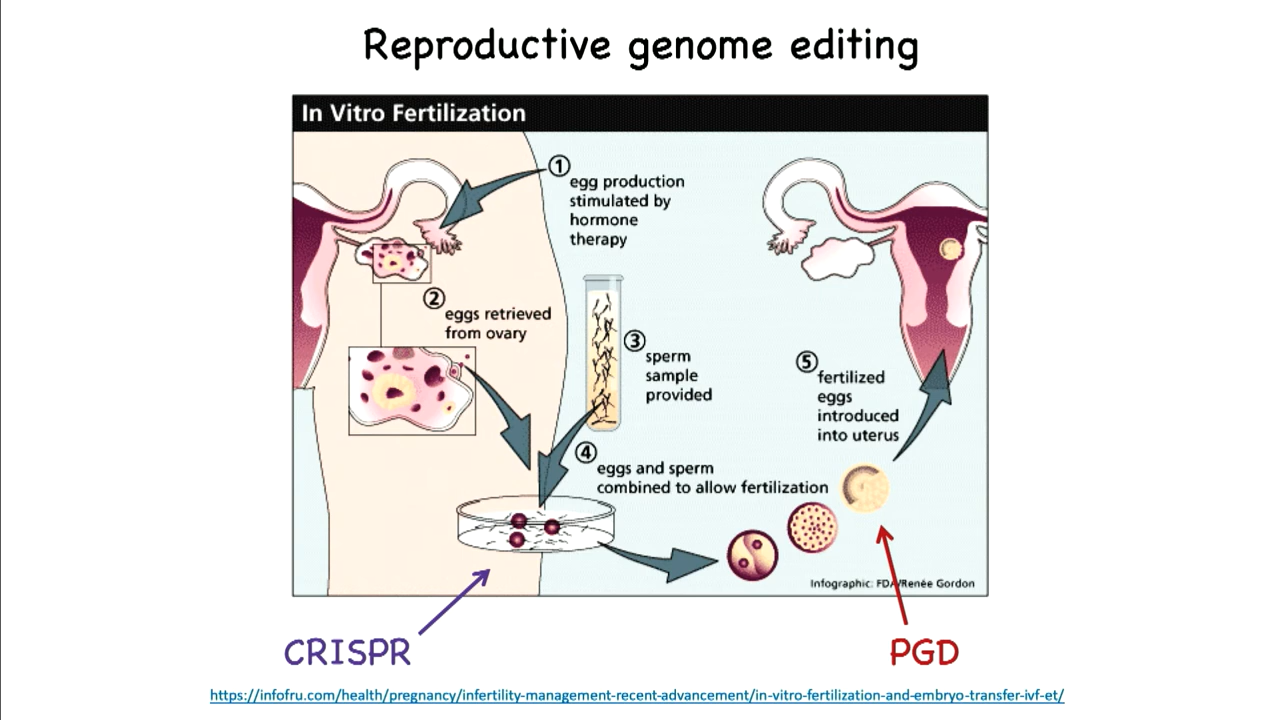 Reproductive genome editing
In Vitro Fertilization
①
egg production
stimulated by
hormone
therapy
②
eggs retrieved
from ovary
③
sperm
sample
provided
④
eggs and sperm
combined to allow fertilization
⑤
fertilized
eggs
introduced
into uterus
Infographic: FDA/Renée Gordon
CRISPR
PGD
https://infofru.com/health/pregnancy/infertility-management-recent-advancement/in-vitro-fertilization-and-embryo-transfer-ivf-et/